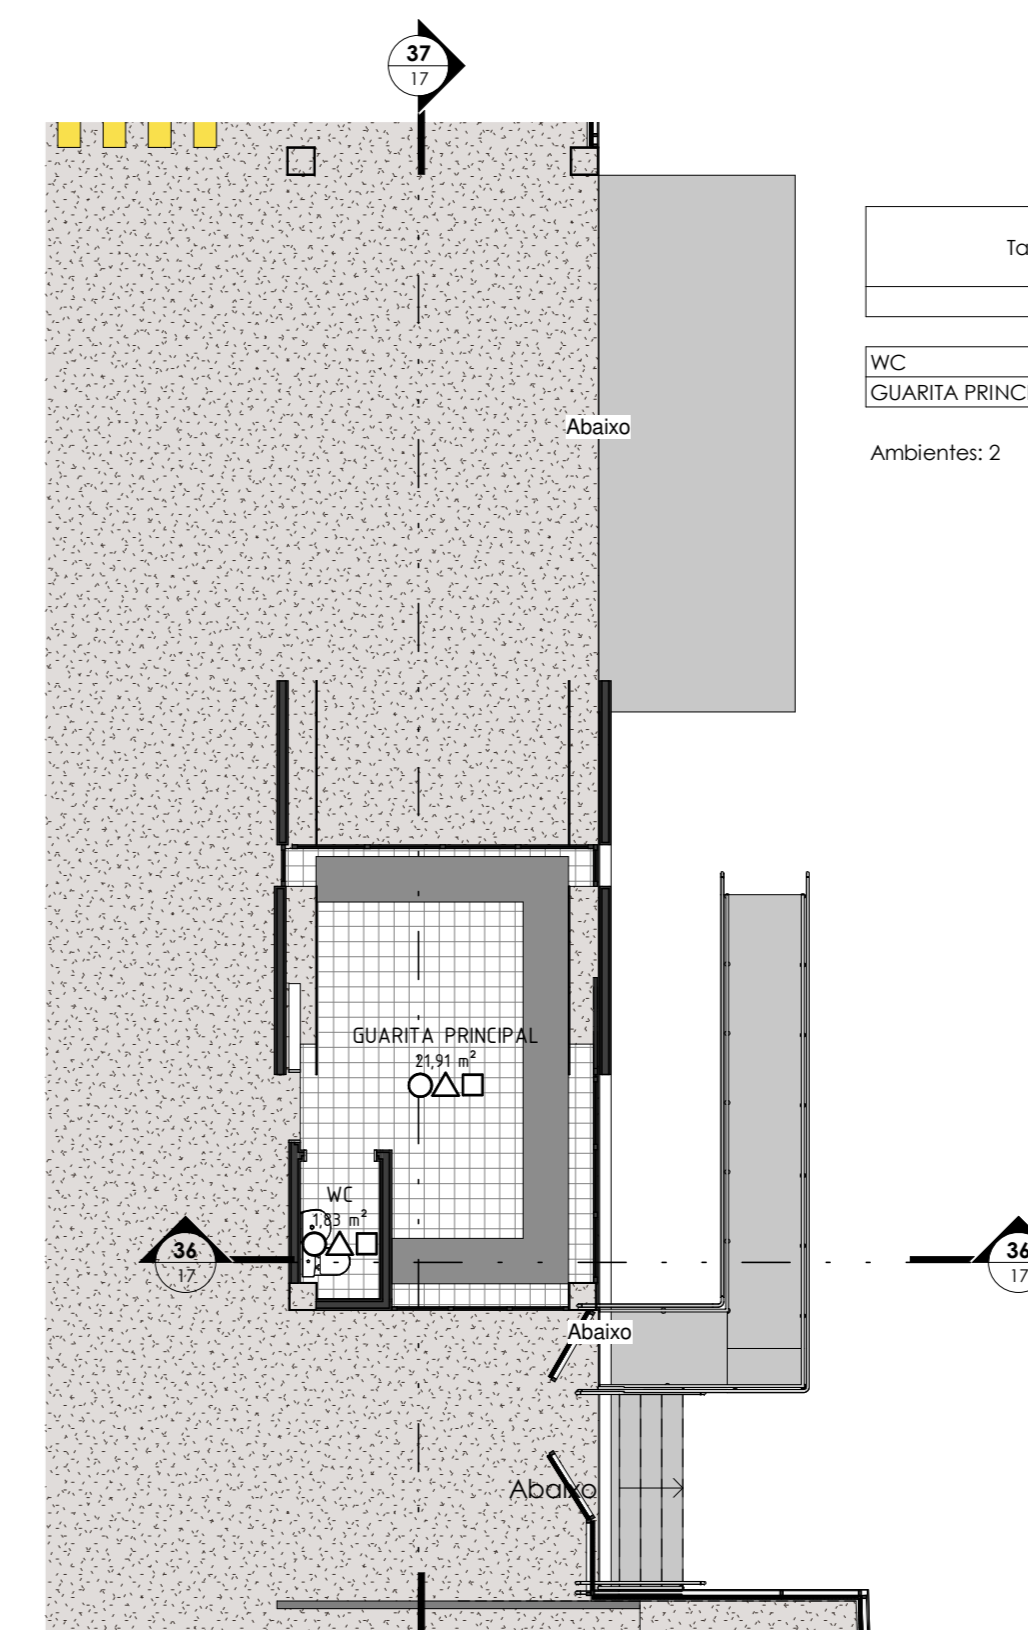 37
17
Ta
WC
GUARITA PRINCI
Abaixo
Ambientes: 2
GUARITA PRINCIPAL
21,91 m²
WC
1,83 m²
36
17
36
17
Abaixo
Abaixo